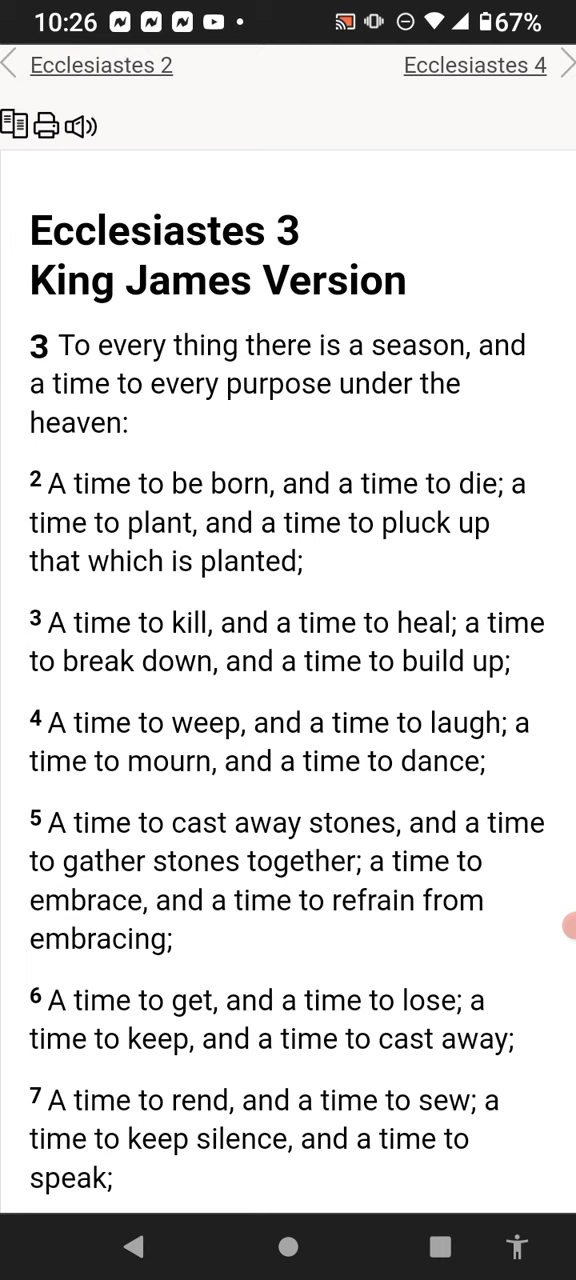 10:26 67%
Ecclesiastes 2 Ecclesiastes 4
Ecclesiastes 3
King James Version
3 To every thing there is a season, and
a time to every purpose under the
heaven:
2 A time to be born, and a time to die; a
time to plant, and a time to pluck up
that which is planted;
3 A time to kill, and a time to heal; a time
to break down, and a time to build up;
4 A time to weep, and a time to laugh; a
time to mourn, and a time to dance;
5 A time to cast away stones, and a time
to gather stones together; a time to
embrace, and a time to refrain from
embracing;
6 A time to get, and a time to lose; a
time to keep, and a time to cast away;
7 A time to rend, and a time to sew; a
time to keep silence, and a time to
speak;